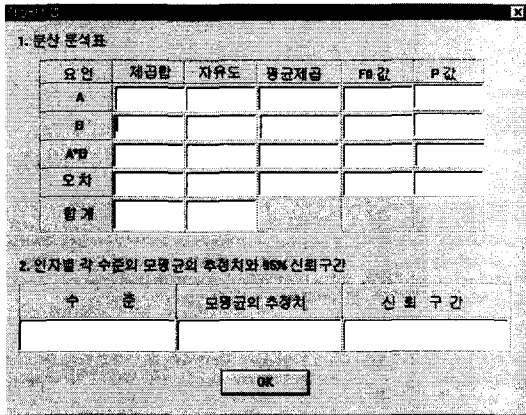 1. 분산 분석표
요 인 제곱합 자유도 평균제곱 F0 값 P 값
A
B
A*B
오 차
합 계
2. 인자별 각 수준의 모평균의 추정치와 95% 신뢰구간
수 준 모평균의 추정치 신 뢰 구 간
OK